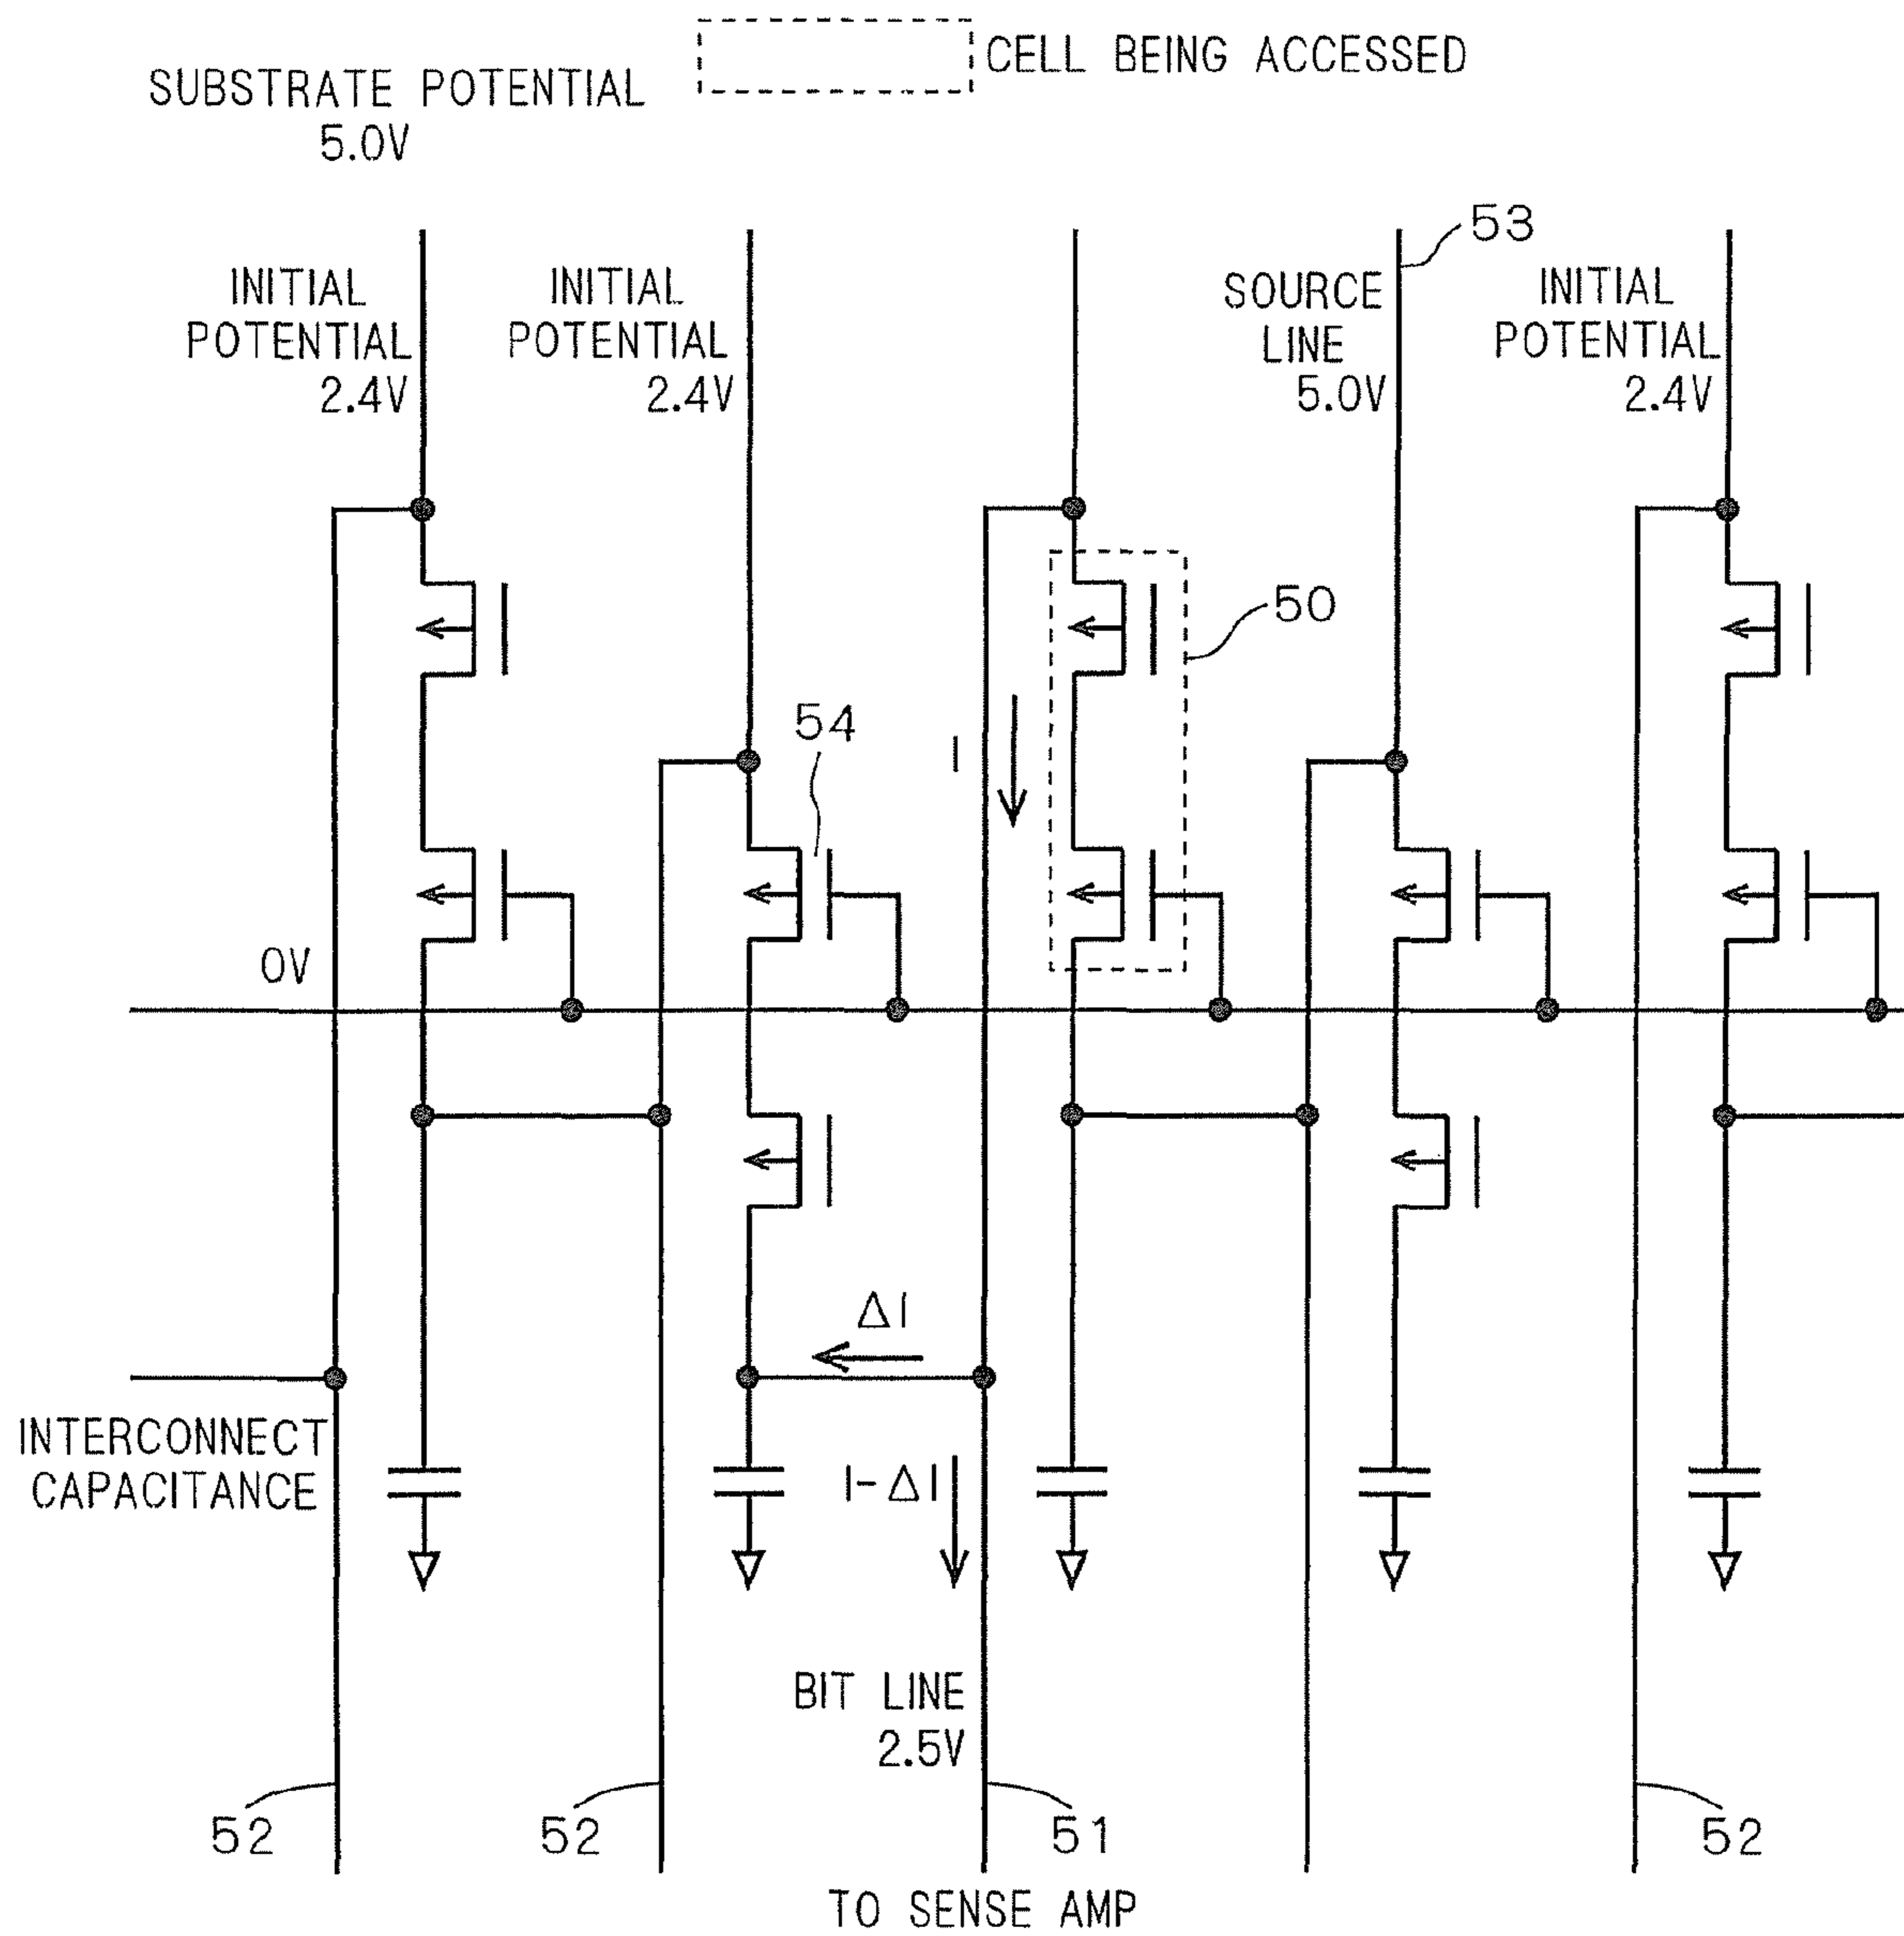 CELL BEING ACCESSED
SUBSTRATE POTENTIAL
5.0V
53
INITIAL
POTENTIAL
2.4V
INITIAL
POTENTIAL
2.4V
SOURCE
LINE
5.0V
INITIAL
POTENTIAL
2.4V
50
54
I
0V
ΔI
INTERCONNECT
CAPACITANCE
I-ΔI
BIT LINE
2.5V
52
52
51
52
TO SENSE AMP